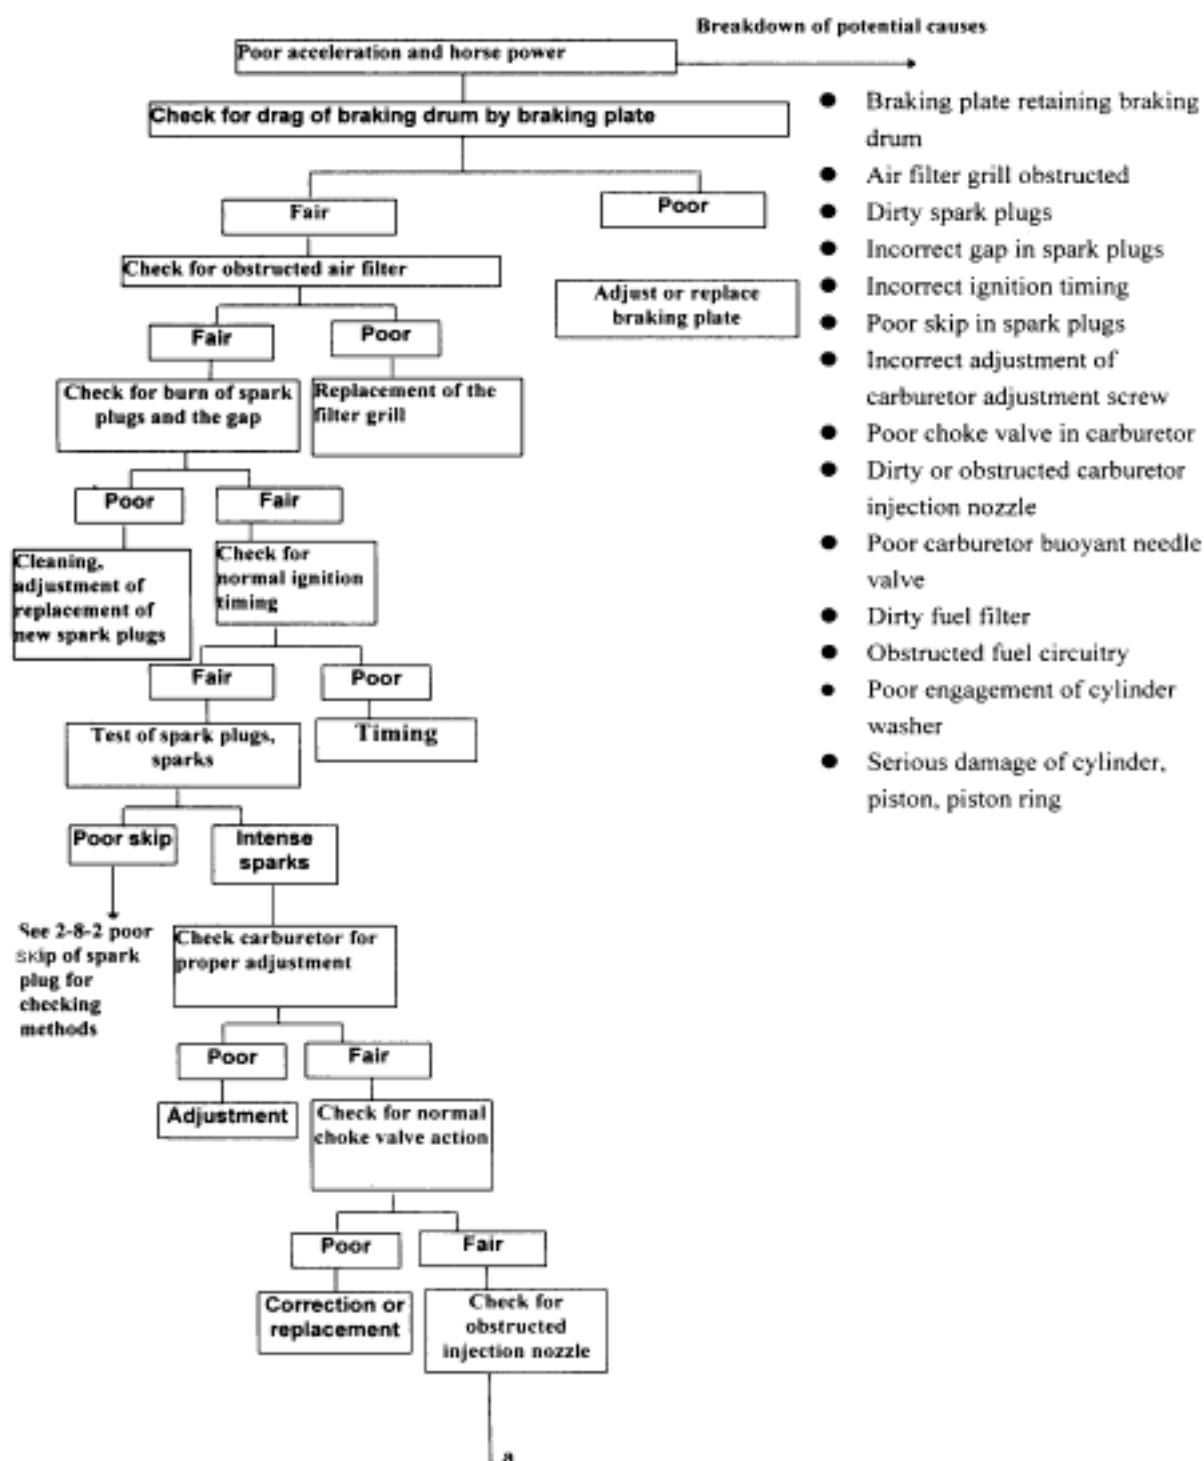 Breakdown of potential causes
Poor acceleration and horse power
Check for drag of braking drum by braking plate
Fair
Poor
Check for obstructed air filter
Adjust or replace
braking plate
Fair
Poor
Check for burn of spark
plugs and the gap
Replacement of the
filter grill
Poor
Fair
Cleaning,
adjustment of
replacement of
new spark plugs
Check for
normal ignition
timing
Fair
Poor
Test of spark plugs,
sparks
Timing
Poor skip
Intense
sparks
See 2-8-2 poor
skip of spark
plug for
checking
methods
Check carburetor for
proper adjustment
Poor
Fair
Adjustment
Check for normal
choke valve action
Poor
Fair
Correction or
replacement
Check for
obstructed
injection nozzle
a
● Braking plate retaining braking
drum
● Air filter grill obstructed
● Dirty spark plugs
● Incorrect gap in spark plugs
● Incorrect ignition timing
● Poor skip in spark plugs
● Incorrect adjustment of
carburetor adjustment screw
● Poor choke valve in carburetor
● Dirty or obstructed carburetor
injection nozzle
● Poor carburetor buoyant needle
valve
● Dirty fuel filter
● Obstructed fuel circuitry
● Poor engagement of cylinder
washer
● Serious damage of cylinder,
piston, piston ring